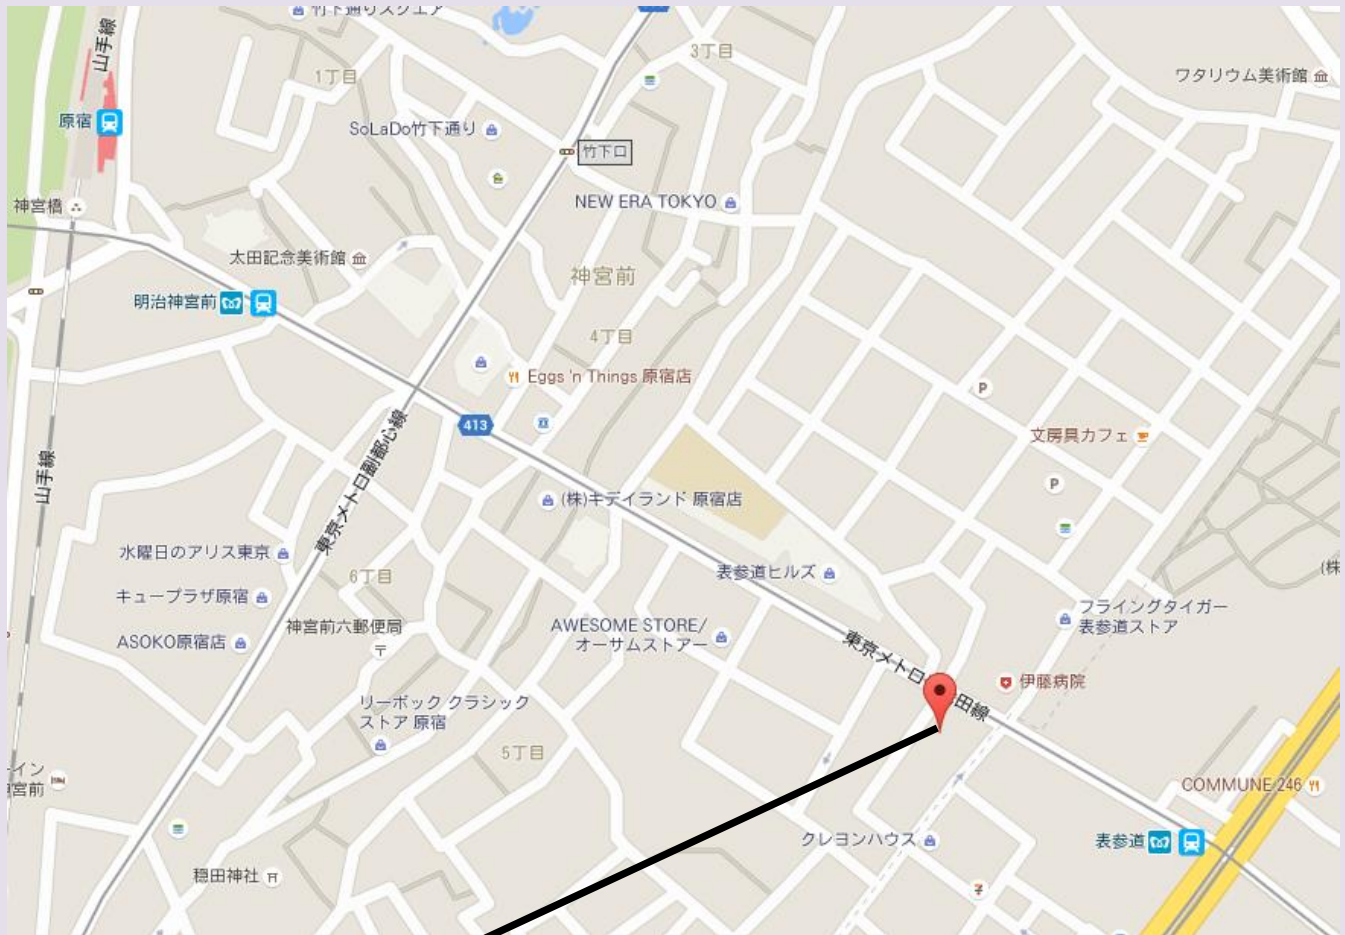 竹下通りスクエア
山手線
3丁目
1丁目
ワタリウム美術館
原宿
SoLaDo竹下通り
竹下口
神宮橋
NEW ERA TOKYO
太田記念美術館
神宮前
明治神宮前
4丁目
Eggs 'n Things 原宿店
413
文房具カフェ
東京メトロ副都心線
山手線
P
P
(株)キデイランド 原宿店
水曜日のアリス東京
表参道ヒルズ
(株
6丁目
キュープラザ原宿
フライングタイガー
表参道ストア
神宮前六郵便局
ASOKO原宿店
AWESOME STORE/
オーサムストアー
東京メトロ
田線
伊藤病院
リーボック クラシック
ストア 原宿
5丁目
イン
宮前
COMMUNE 246
クレヨンハウス
表参道
穏田神社